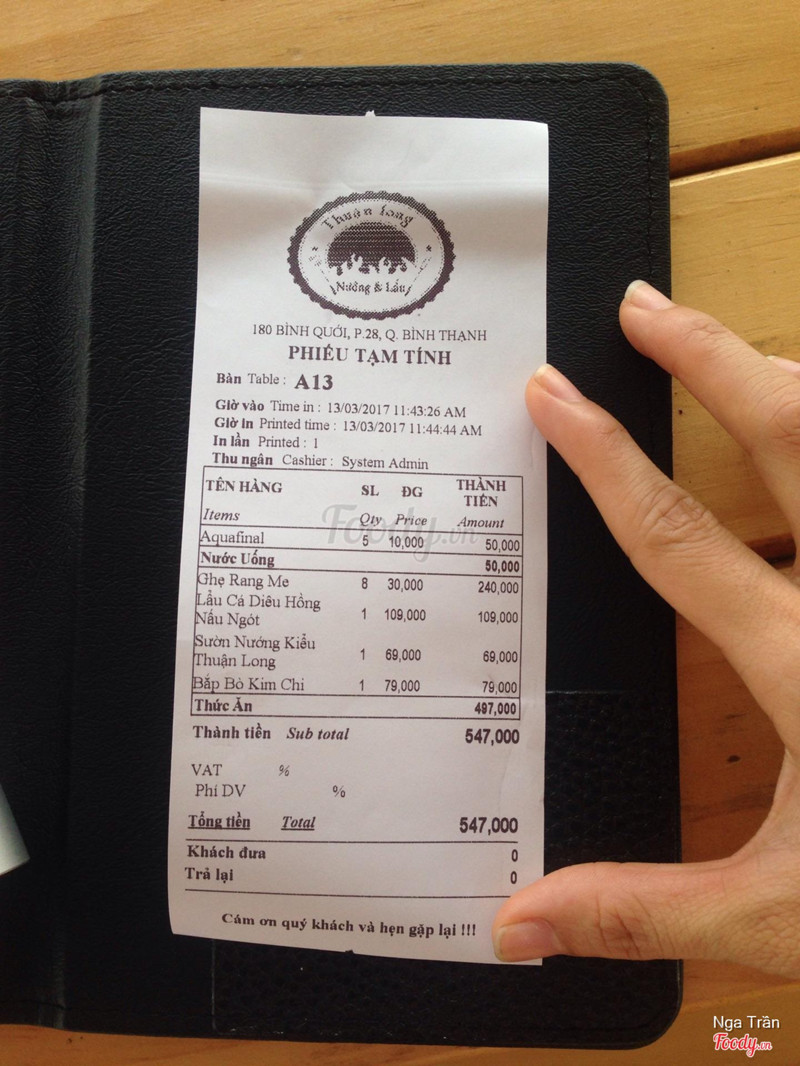 Thuận long
Nướng & Lẩu
180 BÌNH QUỚI, P.28, Q. BÌNH THẠNH
PHIẾU TẠM TÍNH
Bàn Table : A13
Giờ vào Time in : 13/03/2017 11:43:26 AM
Giờ in Printed time : 13/03/2017 11:44:44 AM
In lần Printed : 1
Thu ngân Cashier : System Admin
TÊN HÀNG SL ĐG THÀNH
TIỀN
Items Qty Price Amount
Foody.vn
Aquafinal 5 10,000 50,000
Nước Uống 50,000
Ghẹ Rang Me 8 30,000 240,000
Lẩu Cá Diêu Hồng
Nấu Ngót 1 109,000 109,000
Sườn Nướng Kiểu
Thuận Long 1 69,000 69,000
Bắp Bò Kim Chi 1 79,000 79,000
Thức Ăn 497,000
Thành tiền Sub total 547,000
VAT %
Phí DV %
Tổng tiền Total 547,000
Khách đưa 0
Trả lại 0
Cám ơn quý khách và hẹn gặp lại !!!
Nga Trần
Foody.vn